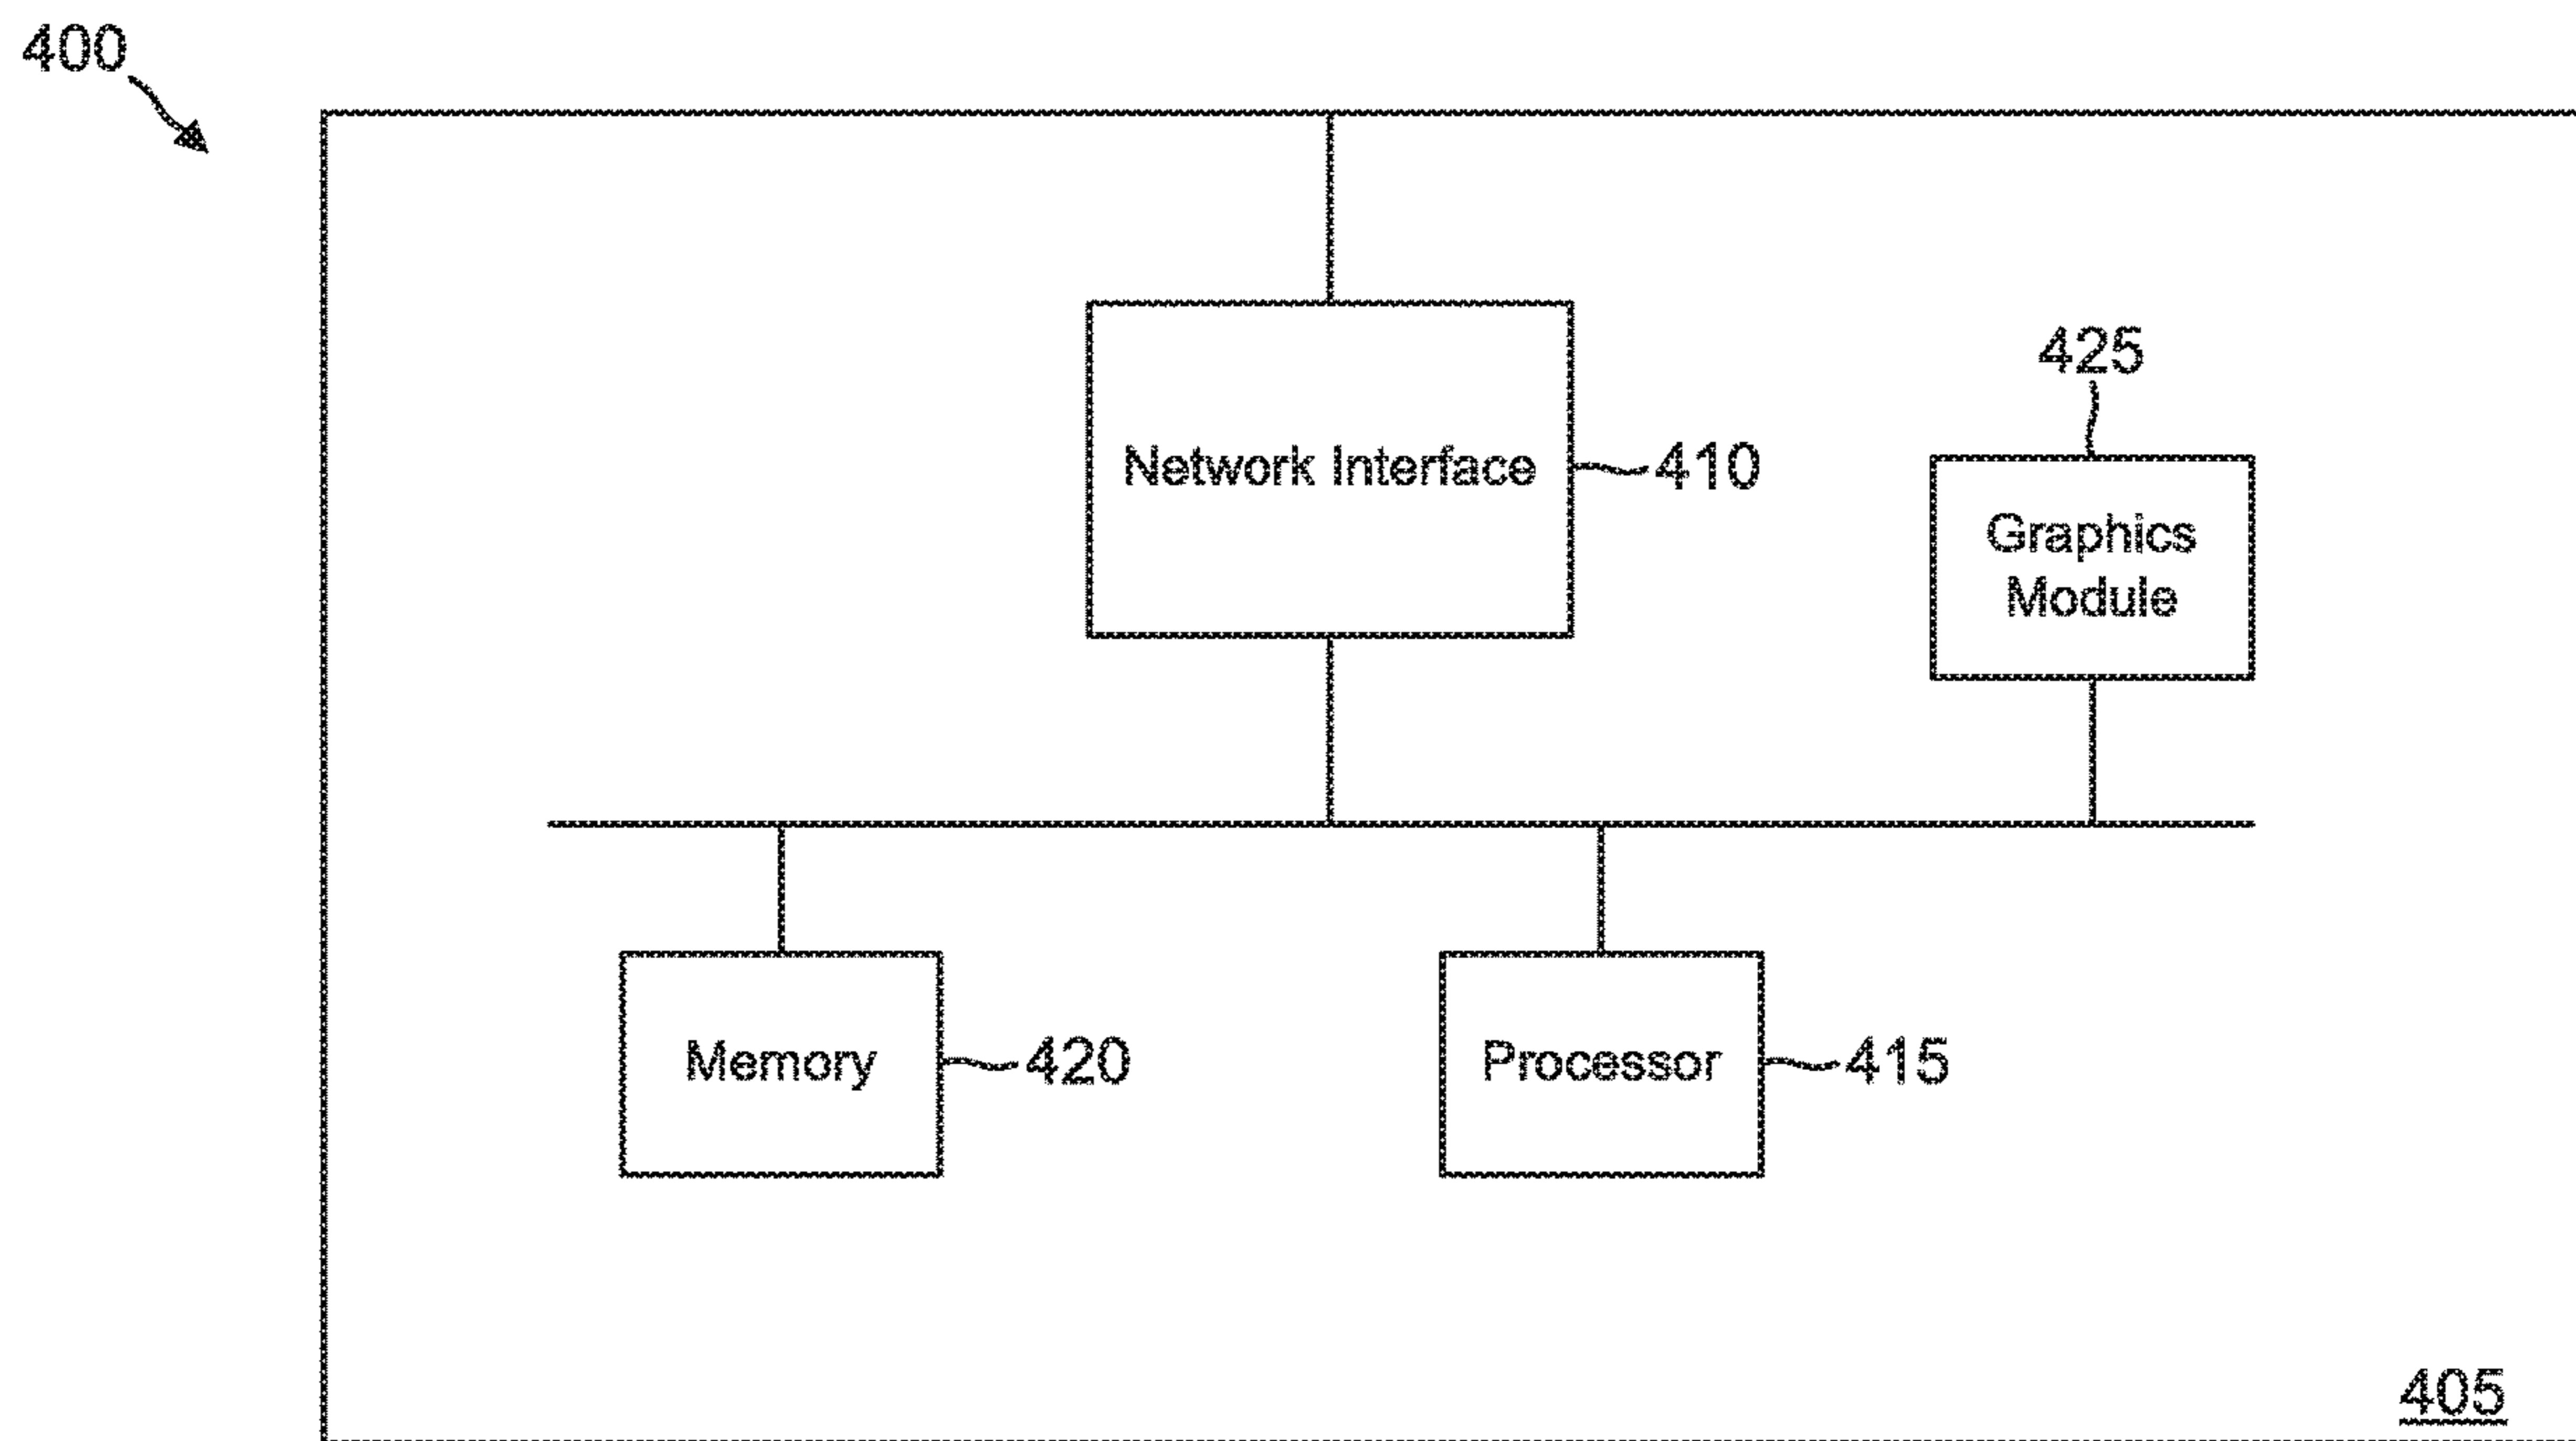 400
425
Network Interface
410
Graphics
Module
Memory
420
Processor
415
405